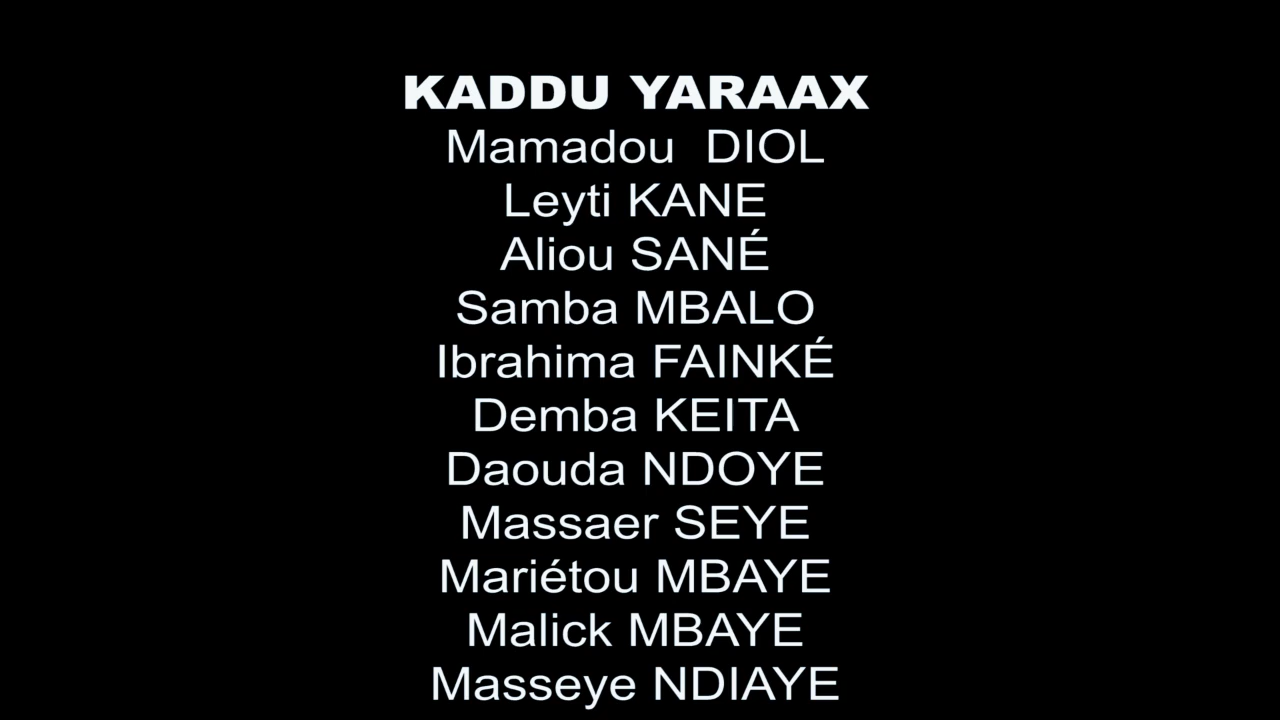 KADDU YARAAX
Mamadou  DIOL
Leyti KANE
Aliou SANÉ
Samba MBALO
Ibrahima FAINKÉ
Demba KEITA
Daouda NDOYE
Massaer SEYE
Mariétou MBAYE
Malick MBAYE
Masseye NDIAYE